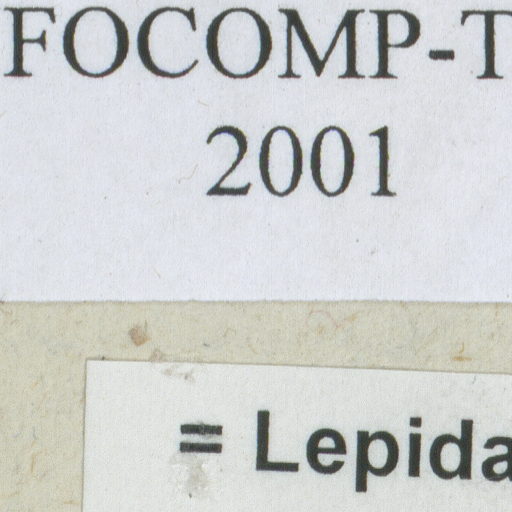 FOCOMP-T
2001
= Lepida